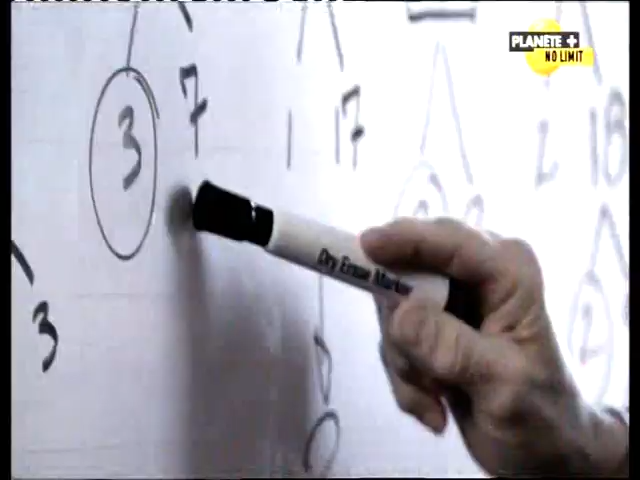 PLANETE +
NO LIMIT
3 7 1 17 2 18
Dry Erase Marker
3 2